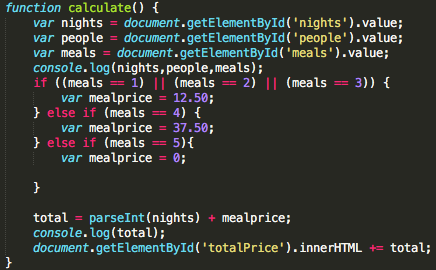 function calculate() {
var nights = document.getElementById('nights').value;
var people = document.getElementById('people').value;
var meals = document.getElementById('meals').value;
console.log(nights,people,meals);
if ((meals == 1) || (meals == 2) || (meals == 3)) {
var mealprice = 12.50;
} else if (meals == 4) {
var mealprice = 37.50;
} else if (meals == 5){
var mealprice = 0;
}
total = parseInt(nights) + mealprice;
console.log(total);
document.getElementById('totalPrice').innerHTML += total;
}